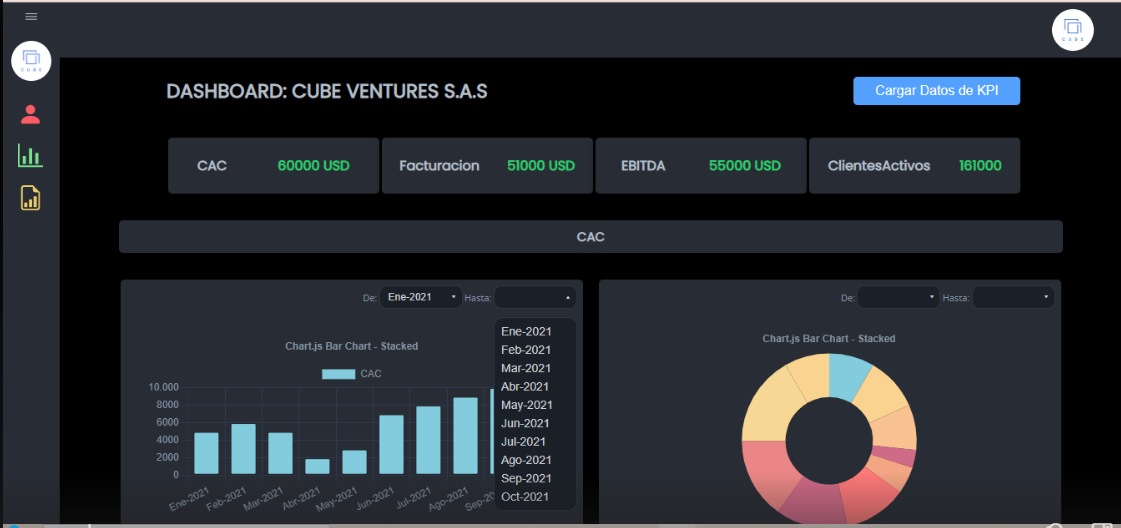 CUBE
CUBE
DASHBOARD: CUBE VENTURES S.A.S
Cargar Datos de KPI
CAC 60000 USD
Facturacion 51000 USD
EBITDA 55000 USD
ClientesActivos 161000
CAC
De: Ene-2021 Hasta:
Ene-2021
Feb-2021
Mar-2021
Abr-2021
May-2021
Jun-2021
Jul-2021
Ago-2021
Sep-2021
Oct-2021
Chart.js Bar Chart - Stacked
CAC
10.000
8000
6000
4000
2000
0
Ene-2021 Feb-2021 Mar-2021 Abr-2021 May-2021 Jun-2021 Jul-2021 Ago-2021 Sep-20
De: Hasta:
Chart.js Bar Chart - Stacked